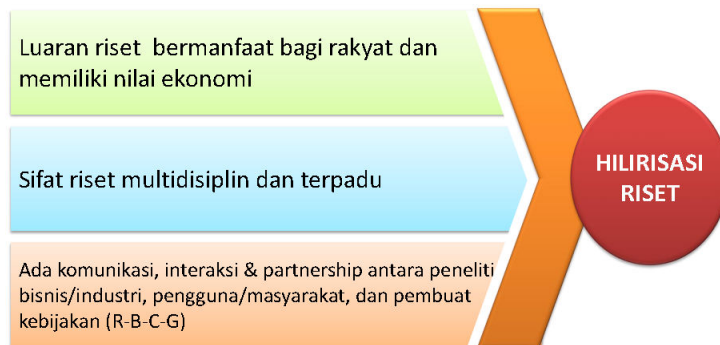 Luaran riset bermanfaat bagi rakyat dan
memiliki nilai ekonomi
Sifat riset multidisiplin dan terpadu
Ada komunikasi, interaksi & partnership antara peneliti
bisnis/industri, pengguna/masyarakat, dan pembuat
kebijakan (R-B-C-G)
HILIRISASI
RISET